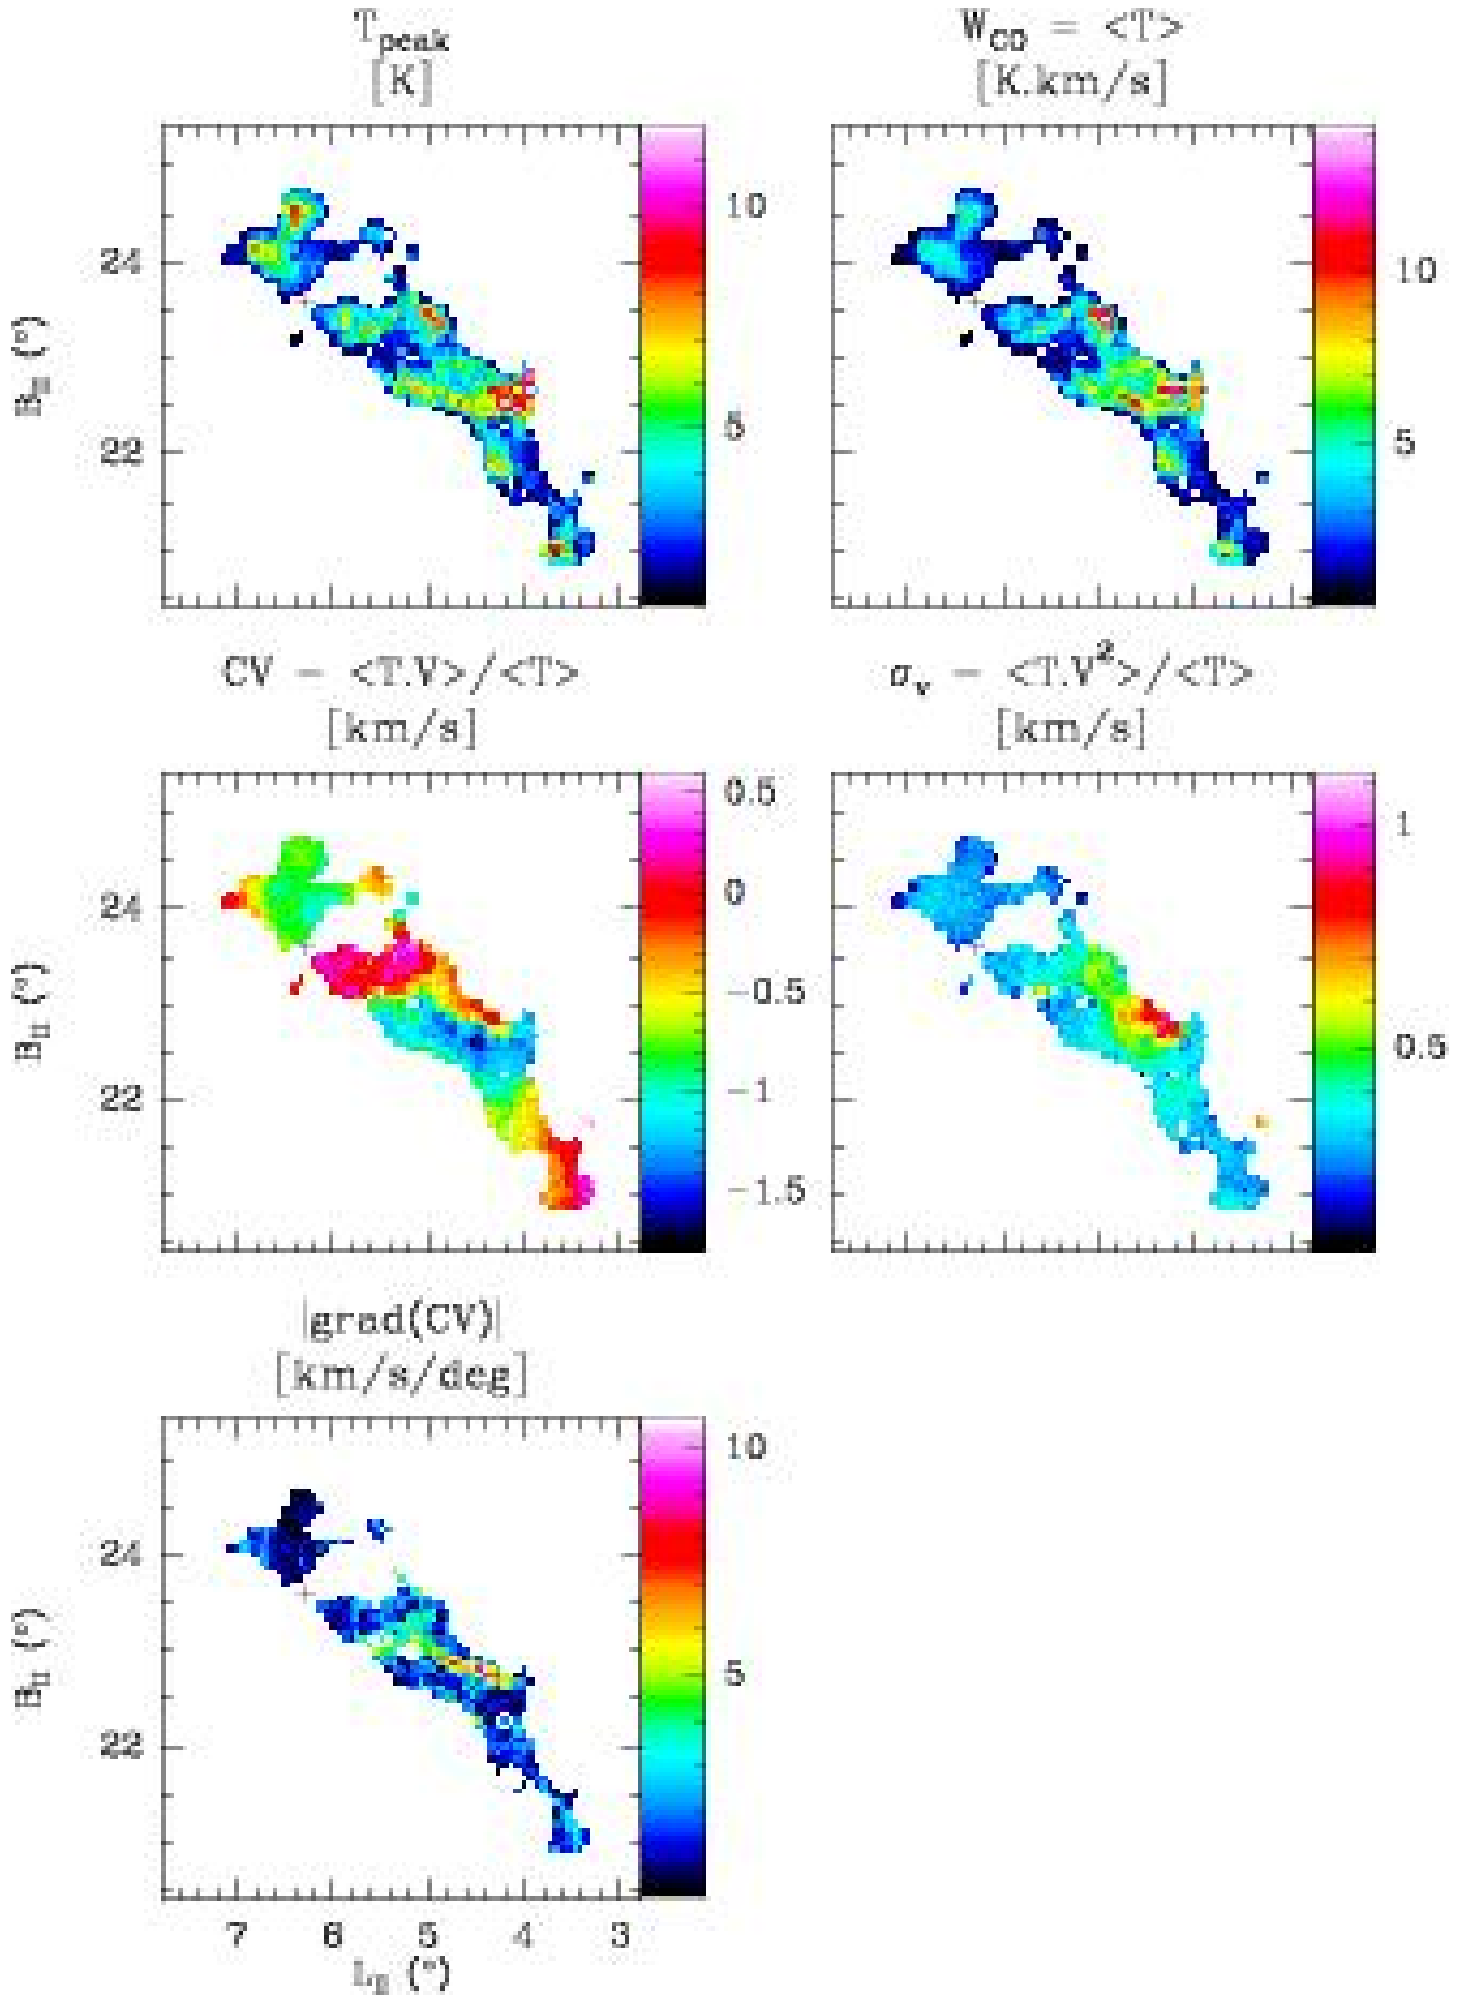 T_peak
[K]
W_CO = <T>
[K.km/s]
10
5
10
5
24
22
B_II (°)
CV - <T.V>/<T>
[km/s]
σ_v - <T.V²>/<T>
[km/s]
0.5
0
-0.5
-1
-1.5
1
0.5
24
22
B_II (°)
|grad(CV)|
[km/s/deg]
10
5
24
22
B_II (°)
7 6 5 4 3
L_II (°)